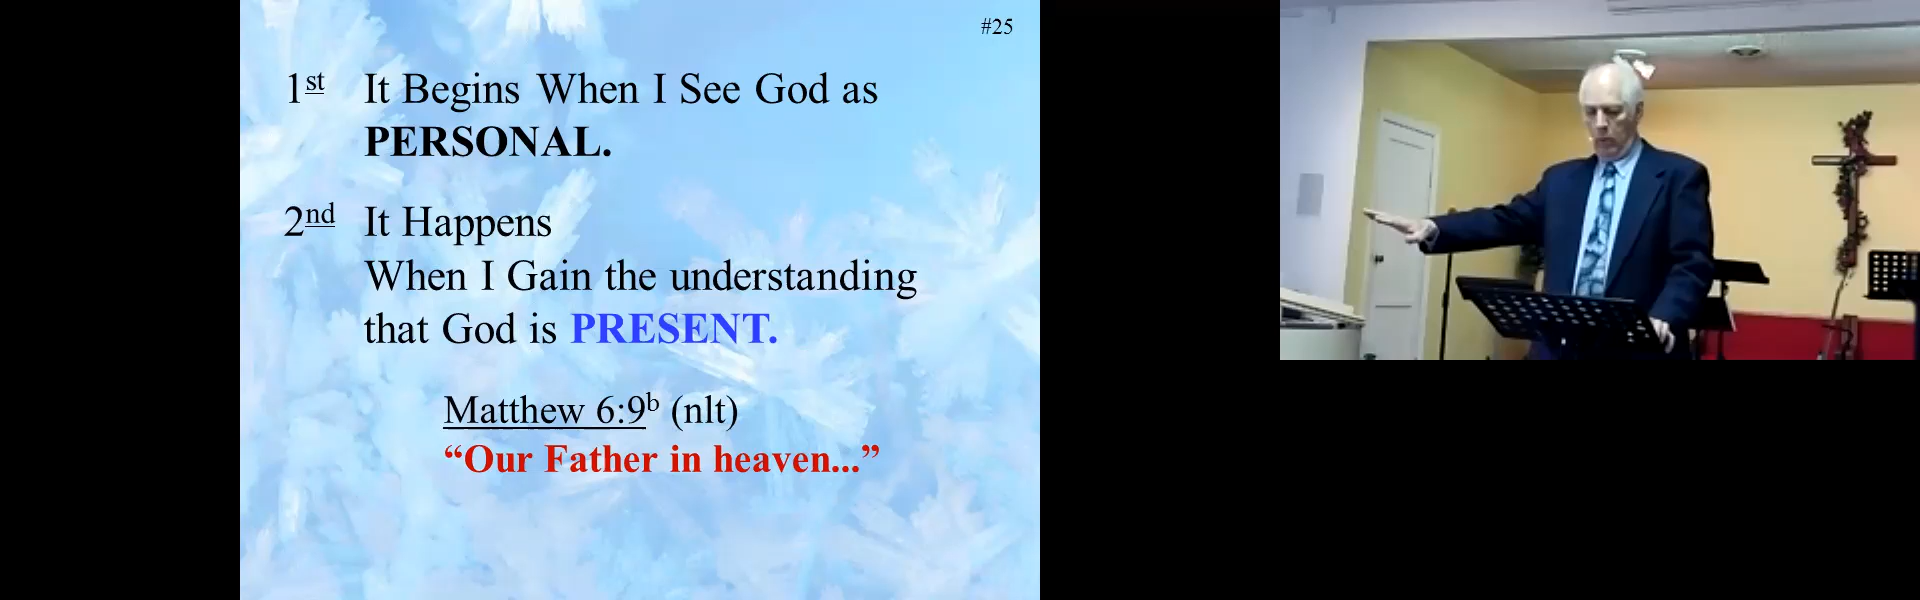 #25
1st It Begins When I See God as
PERSONAL.
2nd It Happens
When I Gain the understanding
that God is PRESENT.
Matthew 6:9b (nlt)
“Our Father in heaven...”